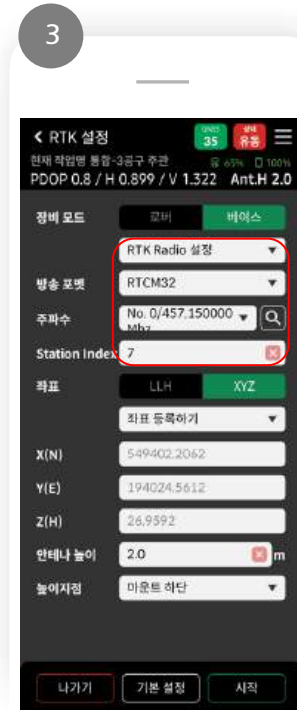 3
RTK 설정
GNSS 35 상태 유동
현재 작업명 통합-3공구 주관 65% 100%
PDOP 0.8 / H 0.899 / V 1.322 Ant.H 2.0
장비 모드 로버 베이스
RTK Radio 설정
방송 포멧 RTCM32
주파수 No. 0/457.150000 Mhz
Station Index 7
좌표 LLH XYZ
좌표 등록하기
X(N) 549402.2062
Y(E) 194024.5612
Z(H) 26.9592
안테나 높이 2.0 m
높이지점 마운트 하단
나가기 기본 설정 시작